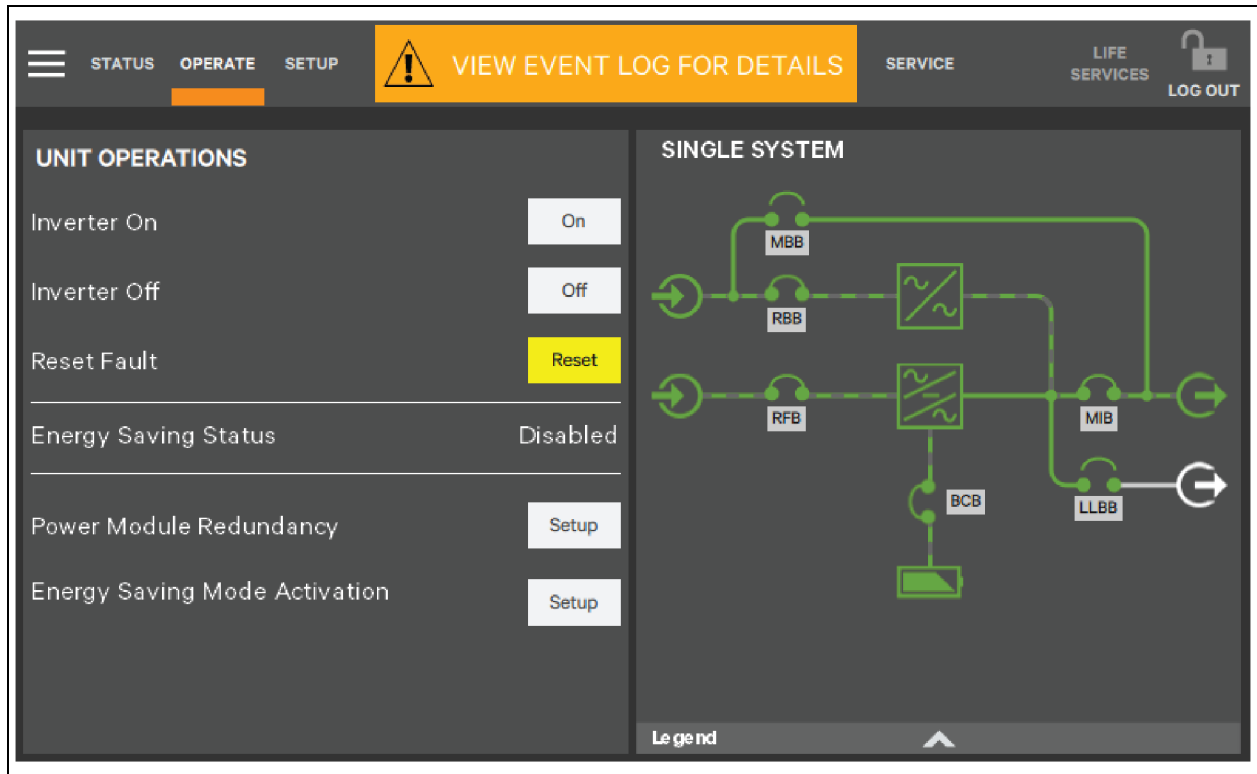 STATUS OPERATE SETUP VIEW EVENT LOG FOR DETAILS SERVICE LIFE
SERVICES
LOG OUT
UNIT OPERATIONS
Inverter On On
Inverter Off Off
Reset Fault Reset
Energy Saving Status Disabled
Power Module Redundancy Setup
Energy Saving Mode Activation Setup
SINGLE SYSTEM
MBB
RBB
RFB
MIB
BCB
LLBB
Legend